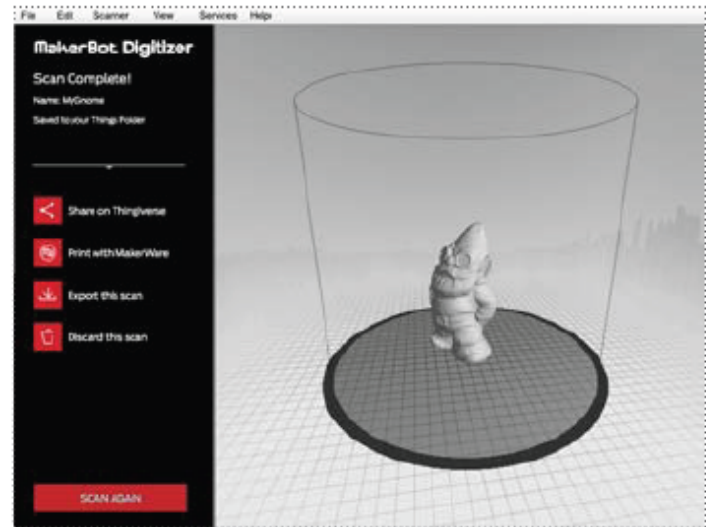 File Edit Scanner View Services Help
MakerBot Digitizer
Scan Complete!
Name: MyGnome
Saved to your Things Folder
Share on Thingiverse
Print with MakerWare
Export this scan
Discard this scan
SCAN AGAIN